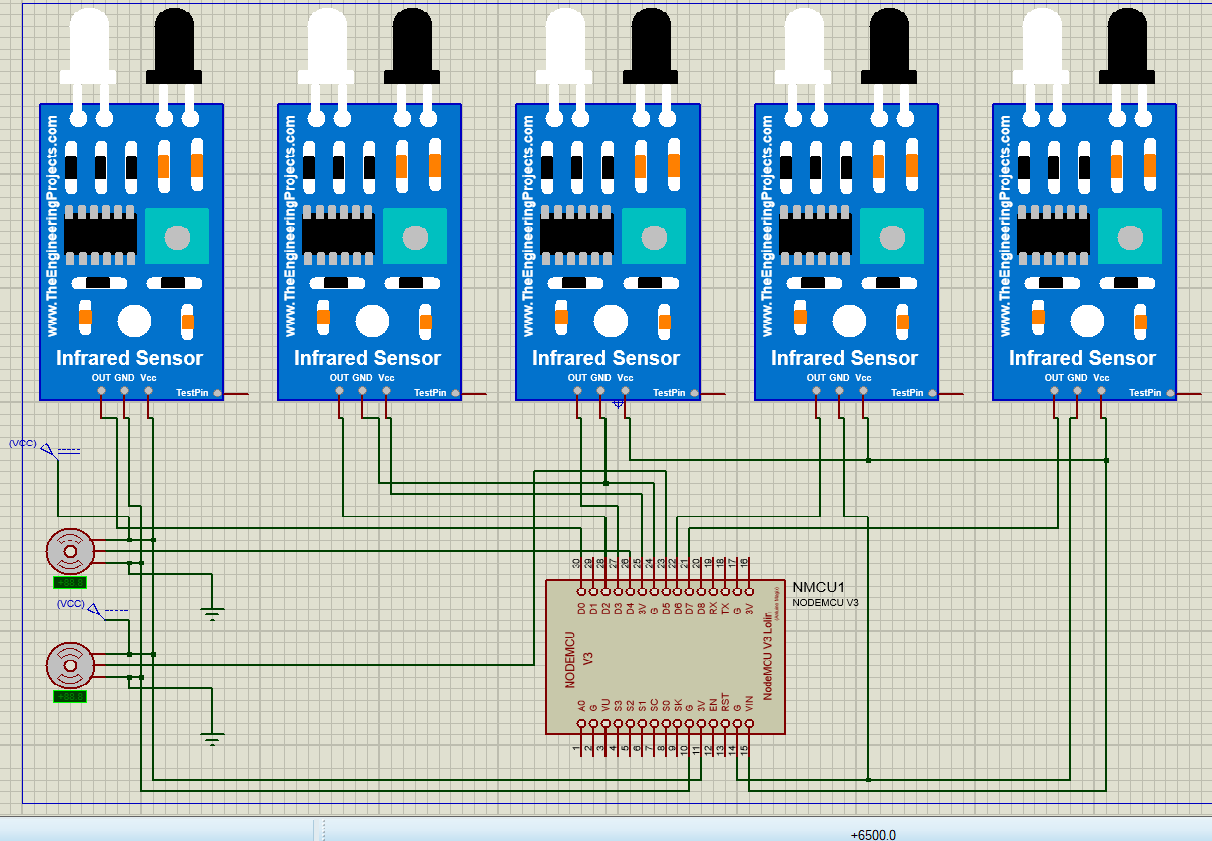 www.TheEngineeringProjects.com
Infrared Sensor
OUT GND Vcc
TestPin
www.TheEngineeringProjects.com
Infrared Sensor
OUT GND Vcc
TestPin
www.TheEngineeringProjects.com
Infrared Sensor
OUT GND Vcc
TestPin
www.TheEngineeringProjects.com
Infrared Sensor
OUT GND Vcc
TestPin
www.TheEngineeringProjects.com
Infrared Sensor
OUT GND Vcc
TestPin
(VCC)
(VCC)
30 29 28 27 26 25 24 23 22 21 20 19 18 17 16
D0 D1 D2 D3 D4 3V G D5 D6 D7 D8 RX TX G 3V
NMCU1
NODEMCU V3
NODEMCU
V3
NodeMCU V3 Lolin
A0 G VU S3 S2 S1 SC S0 SK G 3V EN RST G VIN
1 2 3 4 5 6 7 8 9 10 11 12 13 14 15
+6500.0